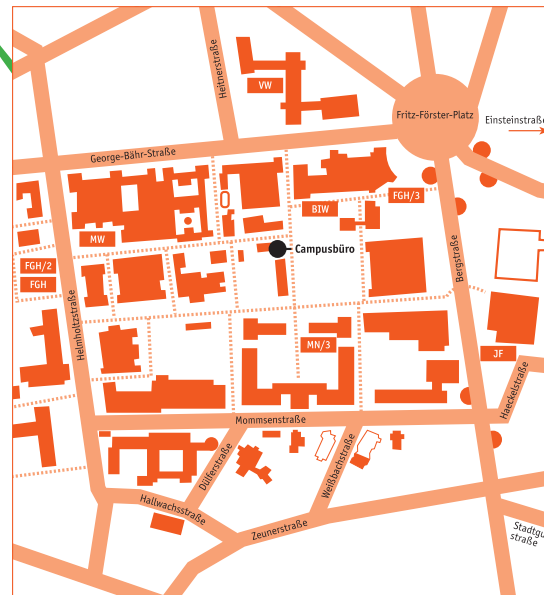 Heitnerstraße
VW
Fritz-Förster-Platz
Einsteinstraße
George-Bähr-Straße
FGH/3
BIW
MW
Campusbüro
FGH/2
FGH
Helmholtzstraße
Bergstraße
MN/3
JF
Haeckelstraße
Mommsenstraße
Dülferstraße
Weißbachstraße
Hallwachsstraße
Zeunerstraße
Stadtgu
straße